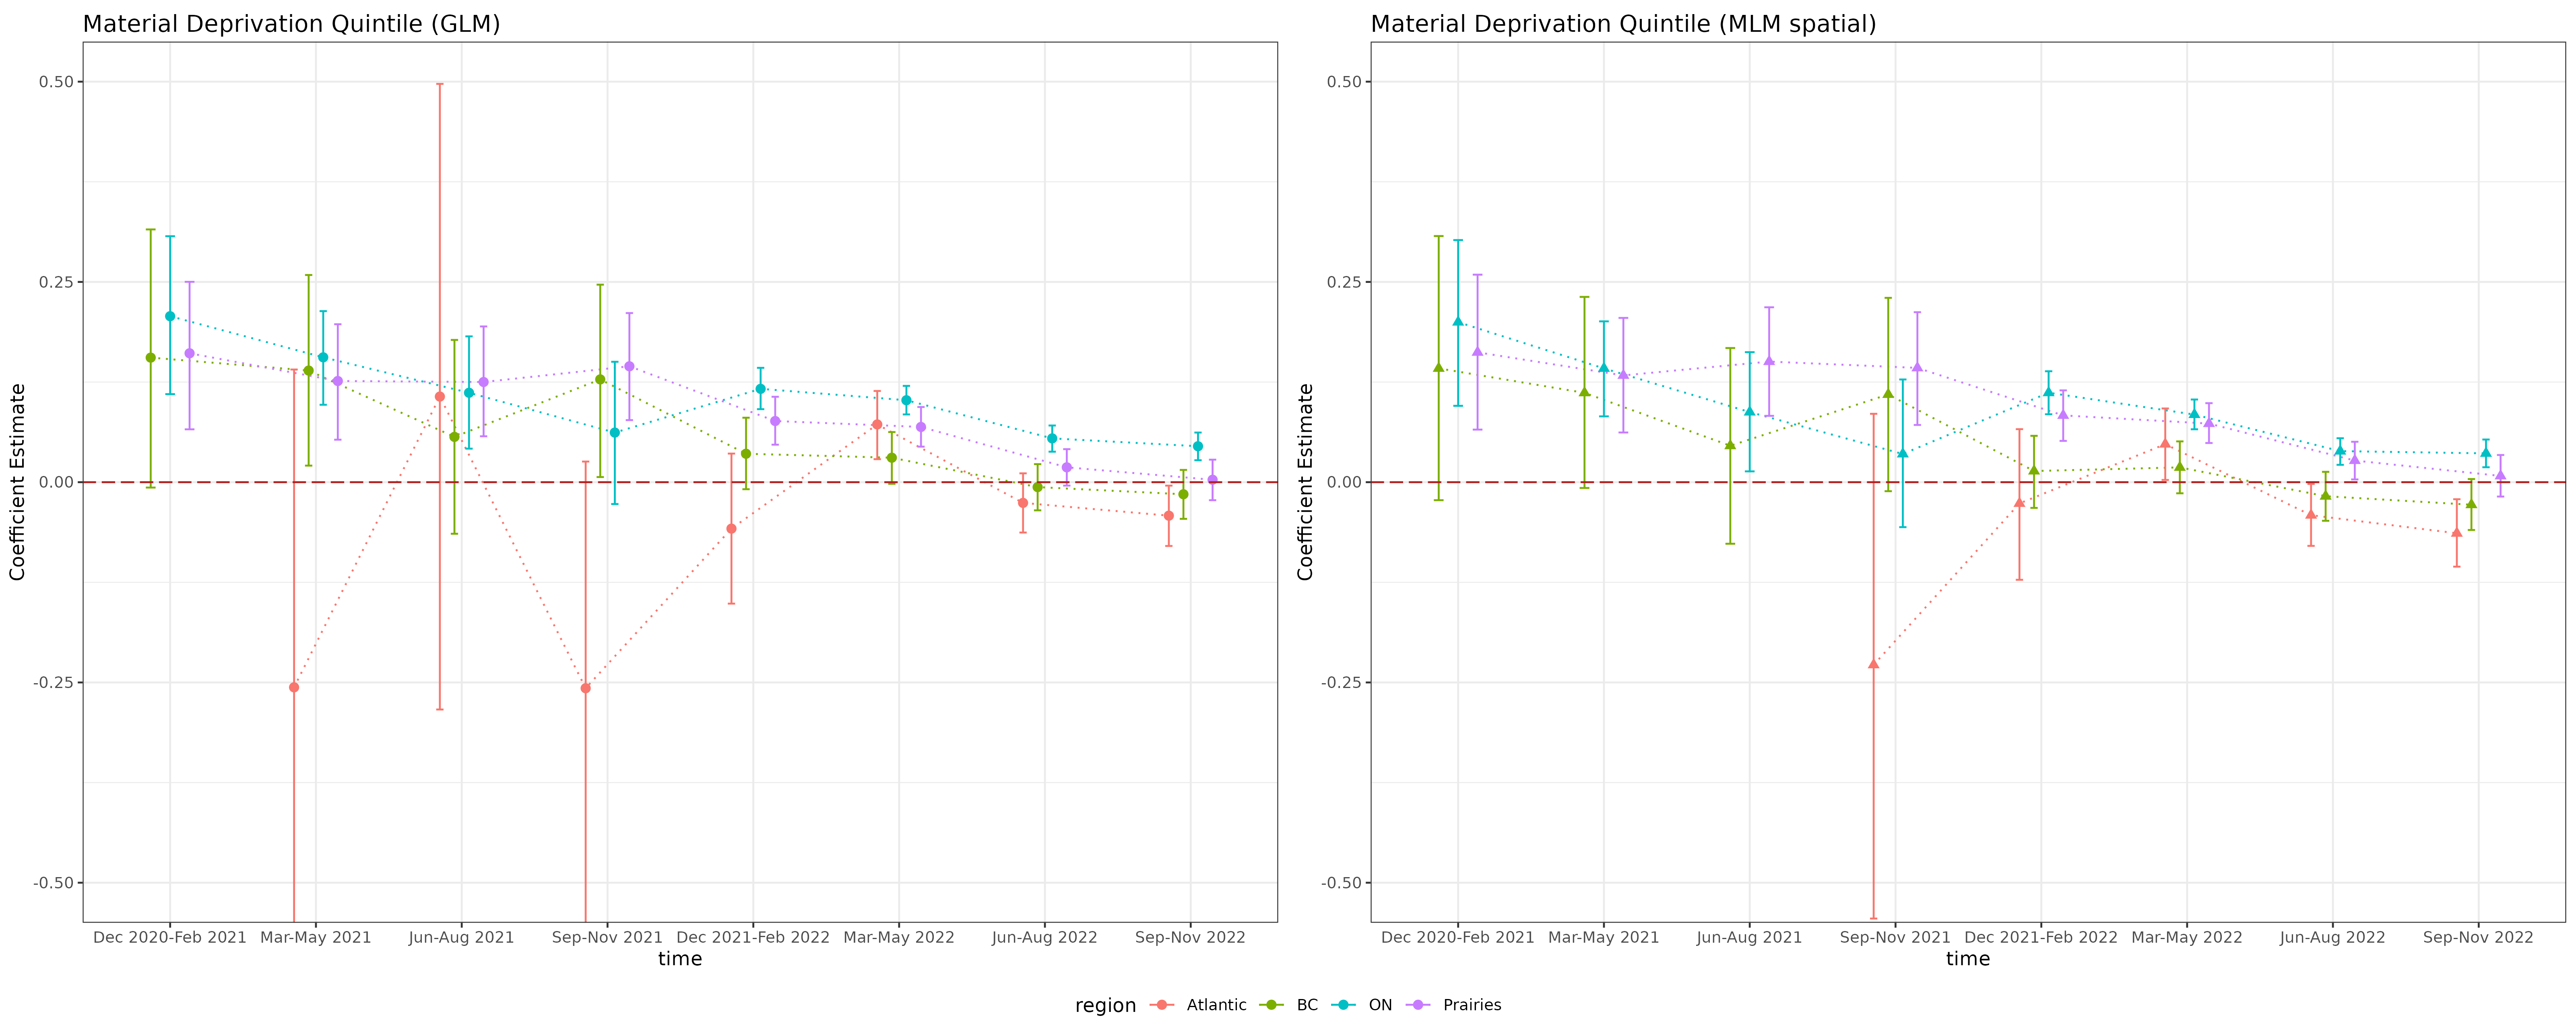 Material Deprivation Quintile (GLM)
0.50
0.25
0.00
-0.25
-0.50
Coefficient Estimate
Dec 2020-Feb 2021 Mar-May 2021 Jun-Aug 2021 Sep-Nov 2021 Dec 2021-Feb 2022 Mar-May 2022 Jun-Aug 2022 Sep-Nov 2022
time
Material Deprivation Quintile (MLM spatial)
0.50
0.25
0.00
-0.25
-0.50
Coefficient Estimate
Dec 2020-Feb 2021 Mar-May 2021 Jun-Aug 2021 Sep-Nov 2021 Dec 2021-Feb 2022 Mar-May 2022 Jun-Aug 2022 Sep-Nov 2022
time
region Atlantic BC ON Prairies